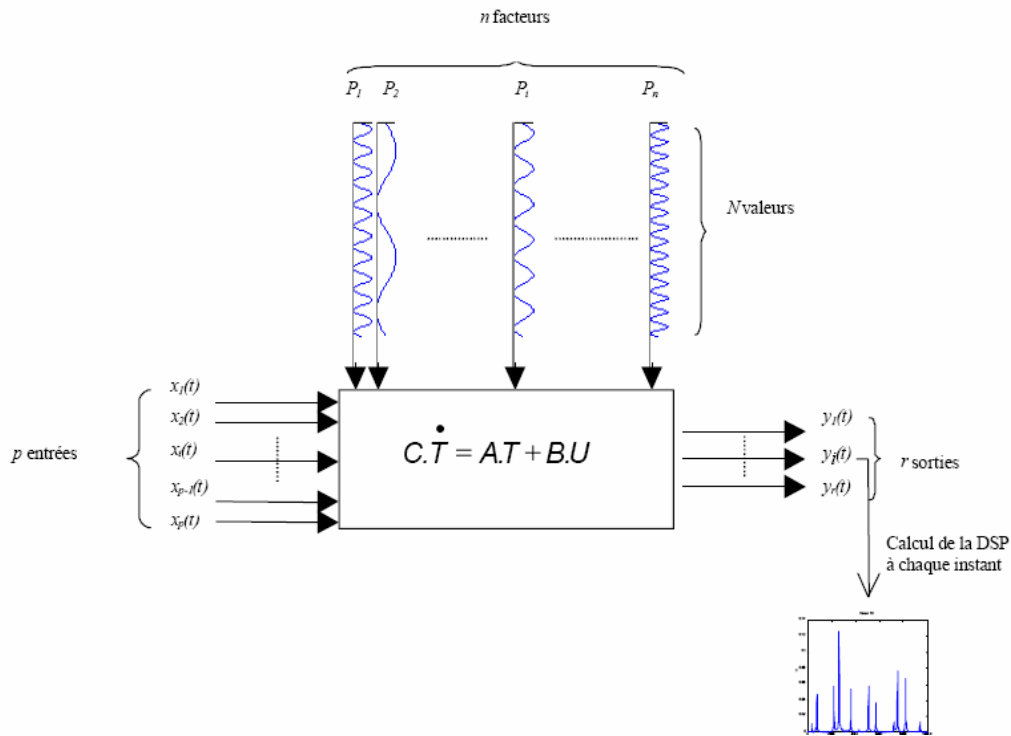 n facteurs
P1 P2 Pi Pn
N valeurs
x1(t)
x2(t)
xi(t)
xp-1(t)
xp(t)
p entrées
C.Ṫ = A.T + B.U
y1(t)
yi(t)
yr(t)
r sorties
Calcul de la DSP
à chaque instant